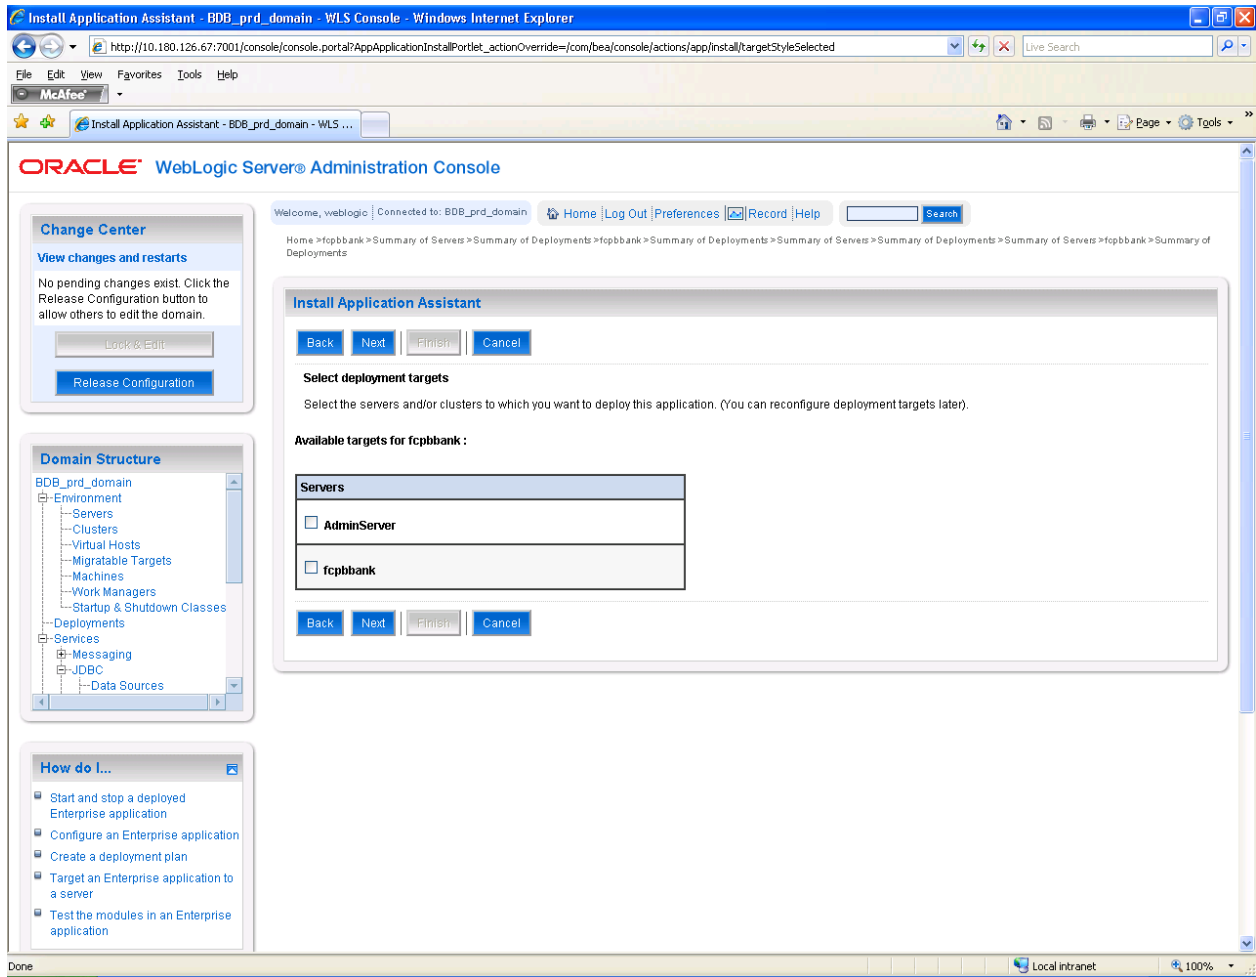 Install Application Assistant - BDB_prd_domain - WLS Console - Windows Internet Explorer
http://10.180.126.67:7001/console/console.portal?AppApplicationInstallPortlet_actionOverride=/com/bea/console/actions/app/install/targetStyleSelected
Live Search
File Edit View Favorites Tools Help
McAfee
Install Application Assistant - BDB_prd_domain - WLS ...
Page Tools
ORACLE WebLogic Server® Administration Console
Change Center
View changes and restarts
No pending changes exist. Click the
Release Configuration button to
allow others to edit the domain.
Lock & Edit
Release Configuration
Domain Structure
BDB_prd_domain
Environment
Servers
Clusters
Virtual Hosts
Migratable Targets
Machines
Work Managers
Startup & Shutdown Classes
Deployments
Services
Messaging
JDBC
Data Sources
How do I...
Start and stop a deployed
Enterprise application
Configure an Enterprise application
Create a deployment plan
Target an Enterprise application to
a server
Test the modules in an Enterprise
application
Welcome, weblogic Connected to: BDB_prd_domain Home Log Out Preferences Record Help Search
Home >fcpbbank >Summary of Servers >Summary of Deployments >fcpbbank >Summary of Deployments >Summary of Servers >Summary of Deployments >Summary of Servers >fcpbbank >Summary of
Deployments
Install Application Assistant
Back Next Finish Cancel
Select deployment targets
Select the servers and/or clusters to which you want to deploy this application. (You can reconfigure deployment targets later).
Available targets for fcpbbank :
Servers
AdminServer
fcpbbank
Back Next Finish Cancel
Done Local intranet 100%